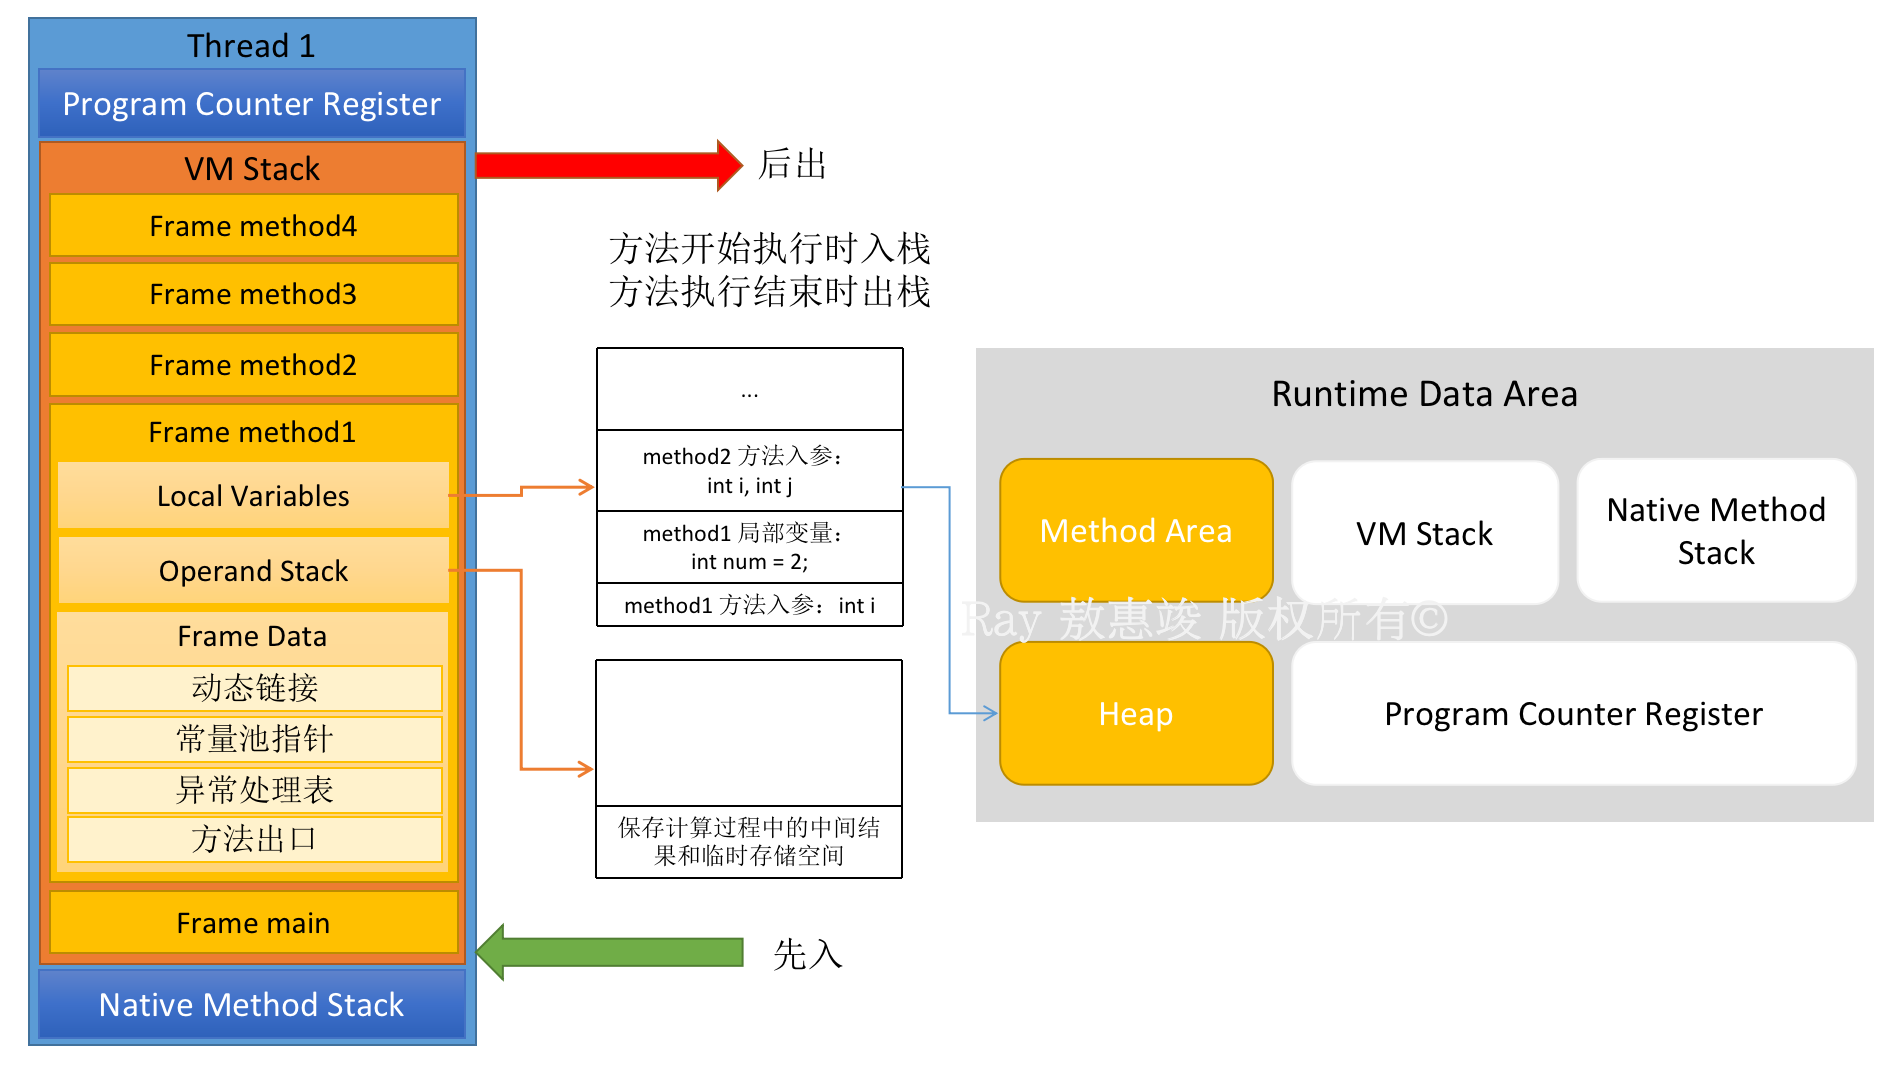 Thread 1
Program Counter Register
VM Stack
Frame method4
Frame method3
Frame method2
Frame method1
Local Variables
Operand Stack
Frame Data
动态链接
常量池指针
异常处理表
方法出口
Frame main
Native Method Stack
后出
方法开始执行时入栈
方法执行结束时出栈
...
method2 方法入参：
int i, int j
method1 局部变量：
int num = 2;
method1 方法入参：int i
保存计算过程中的中间结
果和临时存储空间
先入
Runtime Data Area
Method Area
VM Stack
Native Method
Stack
Ray 敖惠竣 版权所有©
Heap
Program Counter Register